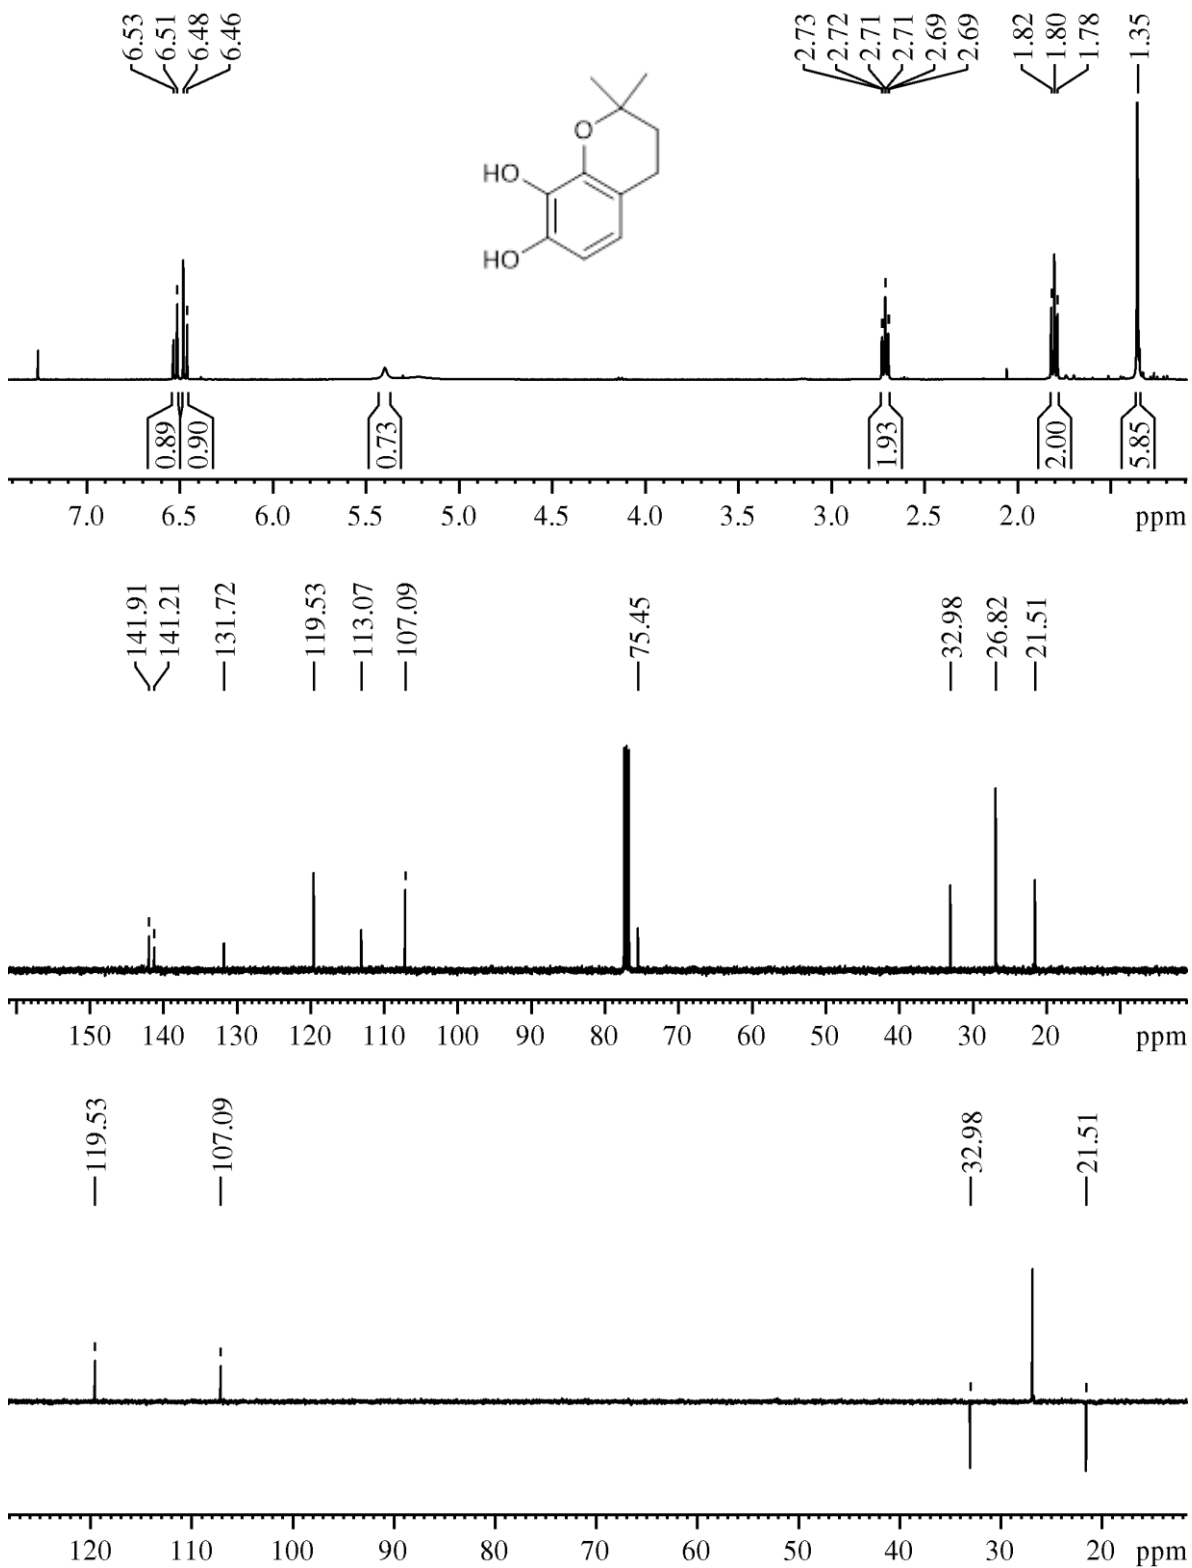 6.53 6.51 6.48 6.46 2.73 2.72 2.71 2.71 2.69 2.69 1.82 1.80 1.78 1.35
O
HO
HO
0.89 0.90 0.73 1.93 2.00 5.85
7.0 6.5 6.0 5.5 5.0 4.5 4.0 3.5 3.0 2.5 2.0 ppm
141.91 141.21 131.72 119.53 113.07 107.09 75.45 32.98 26.82 21.51
150 140 130 120 110 100 90 80 70 60 50 40 30 20 ppm
119.53 107.09 32.98 21.51
120 110 100 90 80 70 60 50 40 30 20 ppm